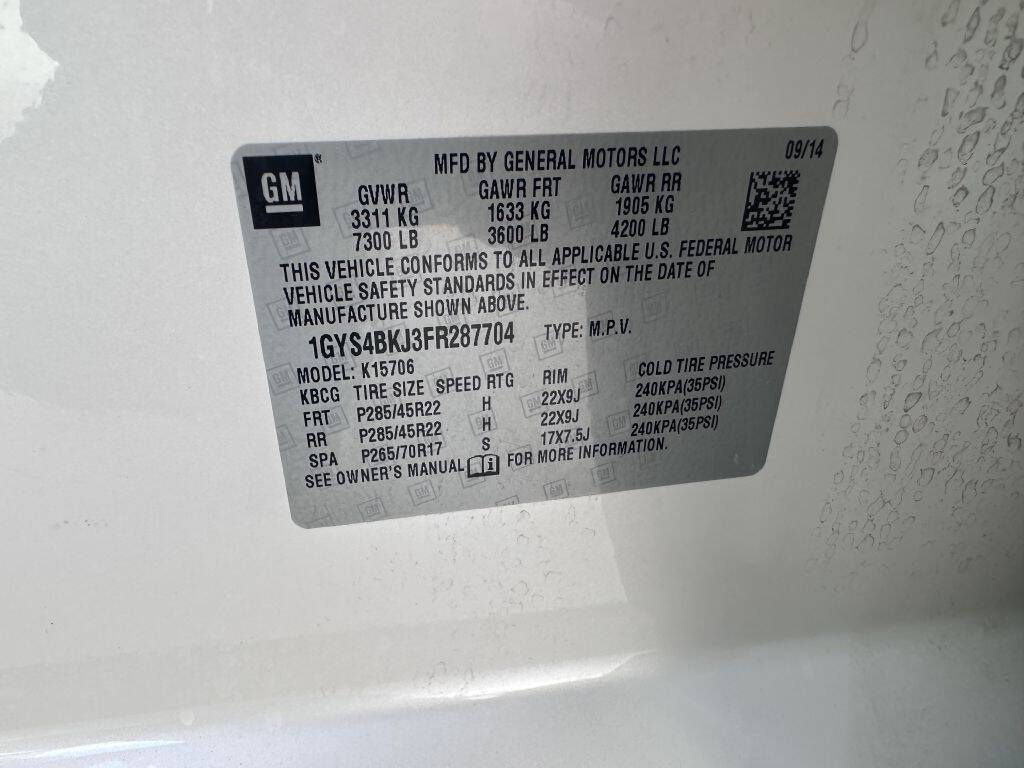 GM ® MFD BY GENERAL MOTORS LLC 09/14
GVWR GAWR FRT GAWR RR
3311 KG 1633 KG 1905 KG
7300 LB 3600 LB 4200 LB
THIS VEHICLE CONFORMS TO ALL APPLICABLE U.S. FEDERAL MOTOR
VEHICLE SAFETY STANDARDS IN EFFECT ON THE DATE OF
MANUFACTURE SHOWN ABOVE.
1GYS4BKJ3FR287704 TYPE: M.P.V.
MODEL: K15706
KBCG TIRE SIZE SPEED RTG RIM COLD TIRE PRESSURE
FRT P285/45R22 H 22X9J 240KPA(35PSI)
RR P285/45R22 H 22X9J 240KPA(35PSI)
SPA P265/70R17 S 17X7.5J 240KPA(35PSI)
SEE OWNER'S MANUAL i FOR MORE INFORMATION.